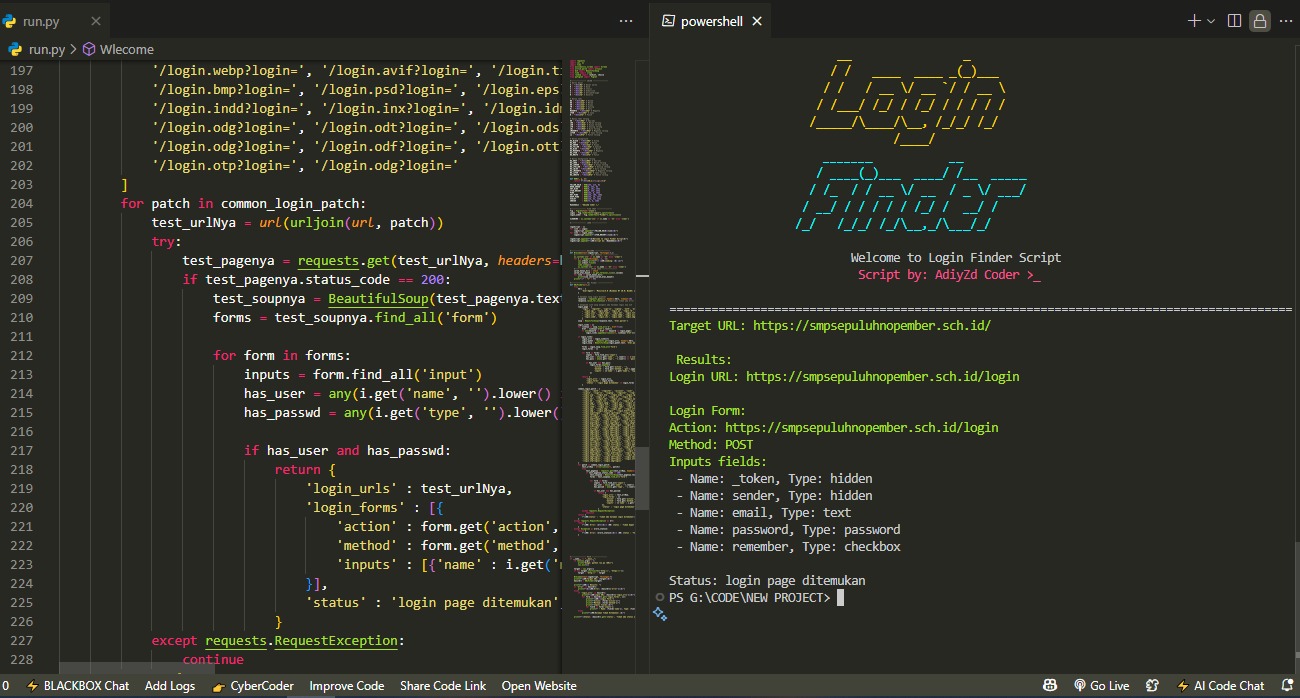 run.py
powershell
run.py > Wlecome
197 '/login.webp?login=', '/login.avif?login=',
198 '/login.bmp?login=', '/login.psd?login=', '/login.eps
199 '/login.indd?login=', '/login.inx?login=',
200 '/login.odg?login=', '/login.odt?login=', '/login.ods
201 '/login.odg?login=', '/login.odf?login=', '/login.ott
202 '/login.otp?login=', '/login.odg?login='
203 ]
204 for patch in common_login_patch:
205 test_urlNya = url(urljoin(url, patch))
206 try:
207 test_pagenya = requests.get(test_urlNya, headers=
208 if test_pagenya.status_code == 200:
209 test_soupnya = BeautifulSoup(test_pagenya.text
210 forms = test_soupnya.find_all('form')
211
212 for form in forms:
213 inputs = form.find_all('input')
214 has_user = any(i.get('name', '').lower()
215 has_passwd = any(i.get('type', '').lower(
216
217 if has_user and has_passwd:
218 return {
219 'login_urls' : test_urlNya,
220 'login_forms' : [{
221 'action' : form.get('action',
222 'method' : form.get('method',
223 'inputs' : [{'name' : i.get('
224 }],
225 'status' : 'login page ditemukan'
226 }
227 except requests.RequestException:
228 continue
Login
Finder
Welcome to Login Finder Script
Script by: AdiyZd Coder >_
Target URL: https://smpsepuluhnopember.sch.id/
Results:
Login URL: https://smpsepuluhnopember.sch.id/login
Login Form:
Action: https://smpsepuluhnopember.sch.id/login
Method: POST
Inputs fields:
- Name: _token, Type: hidden
- Name: sender, Type: hidden
- Name: email, Type: text
- Name: password, Type: password
- Name: remember, Type: checkbox
Status: login page ditemukan
PS G:\CODE\NEW PROJECT>
0 BLACKBOX Chat Add Logs CyberCoder Improve Code Share Code Link Open Website Go Live AI Code Chat